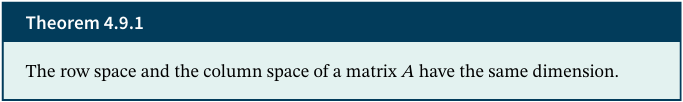 Theorem 4.9.1
The row space and the column space of a matrix A have the same dimension.